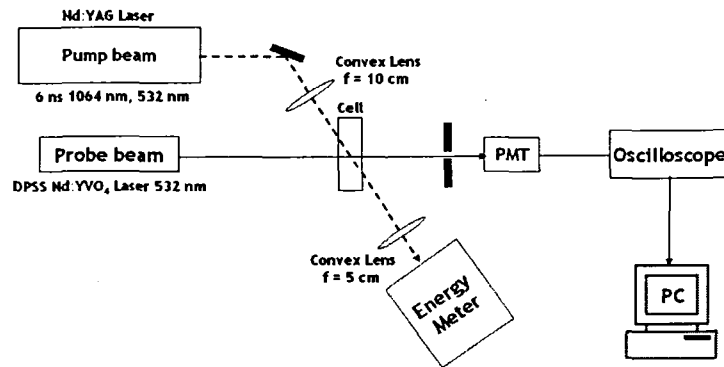 Nd:YAG Laser
Pump beam
6 ns 1064 nm, 532 nm
Convex Lens
f = 10 cm
Cell
Probe beam
DPSS Nd:YVO4 Laser 532 nm
PMT
Oscilloscope
Convex Lens
f = 5 cm
Energy
Meter
PC